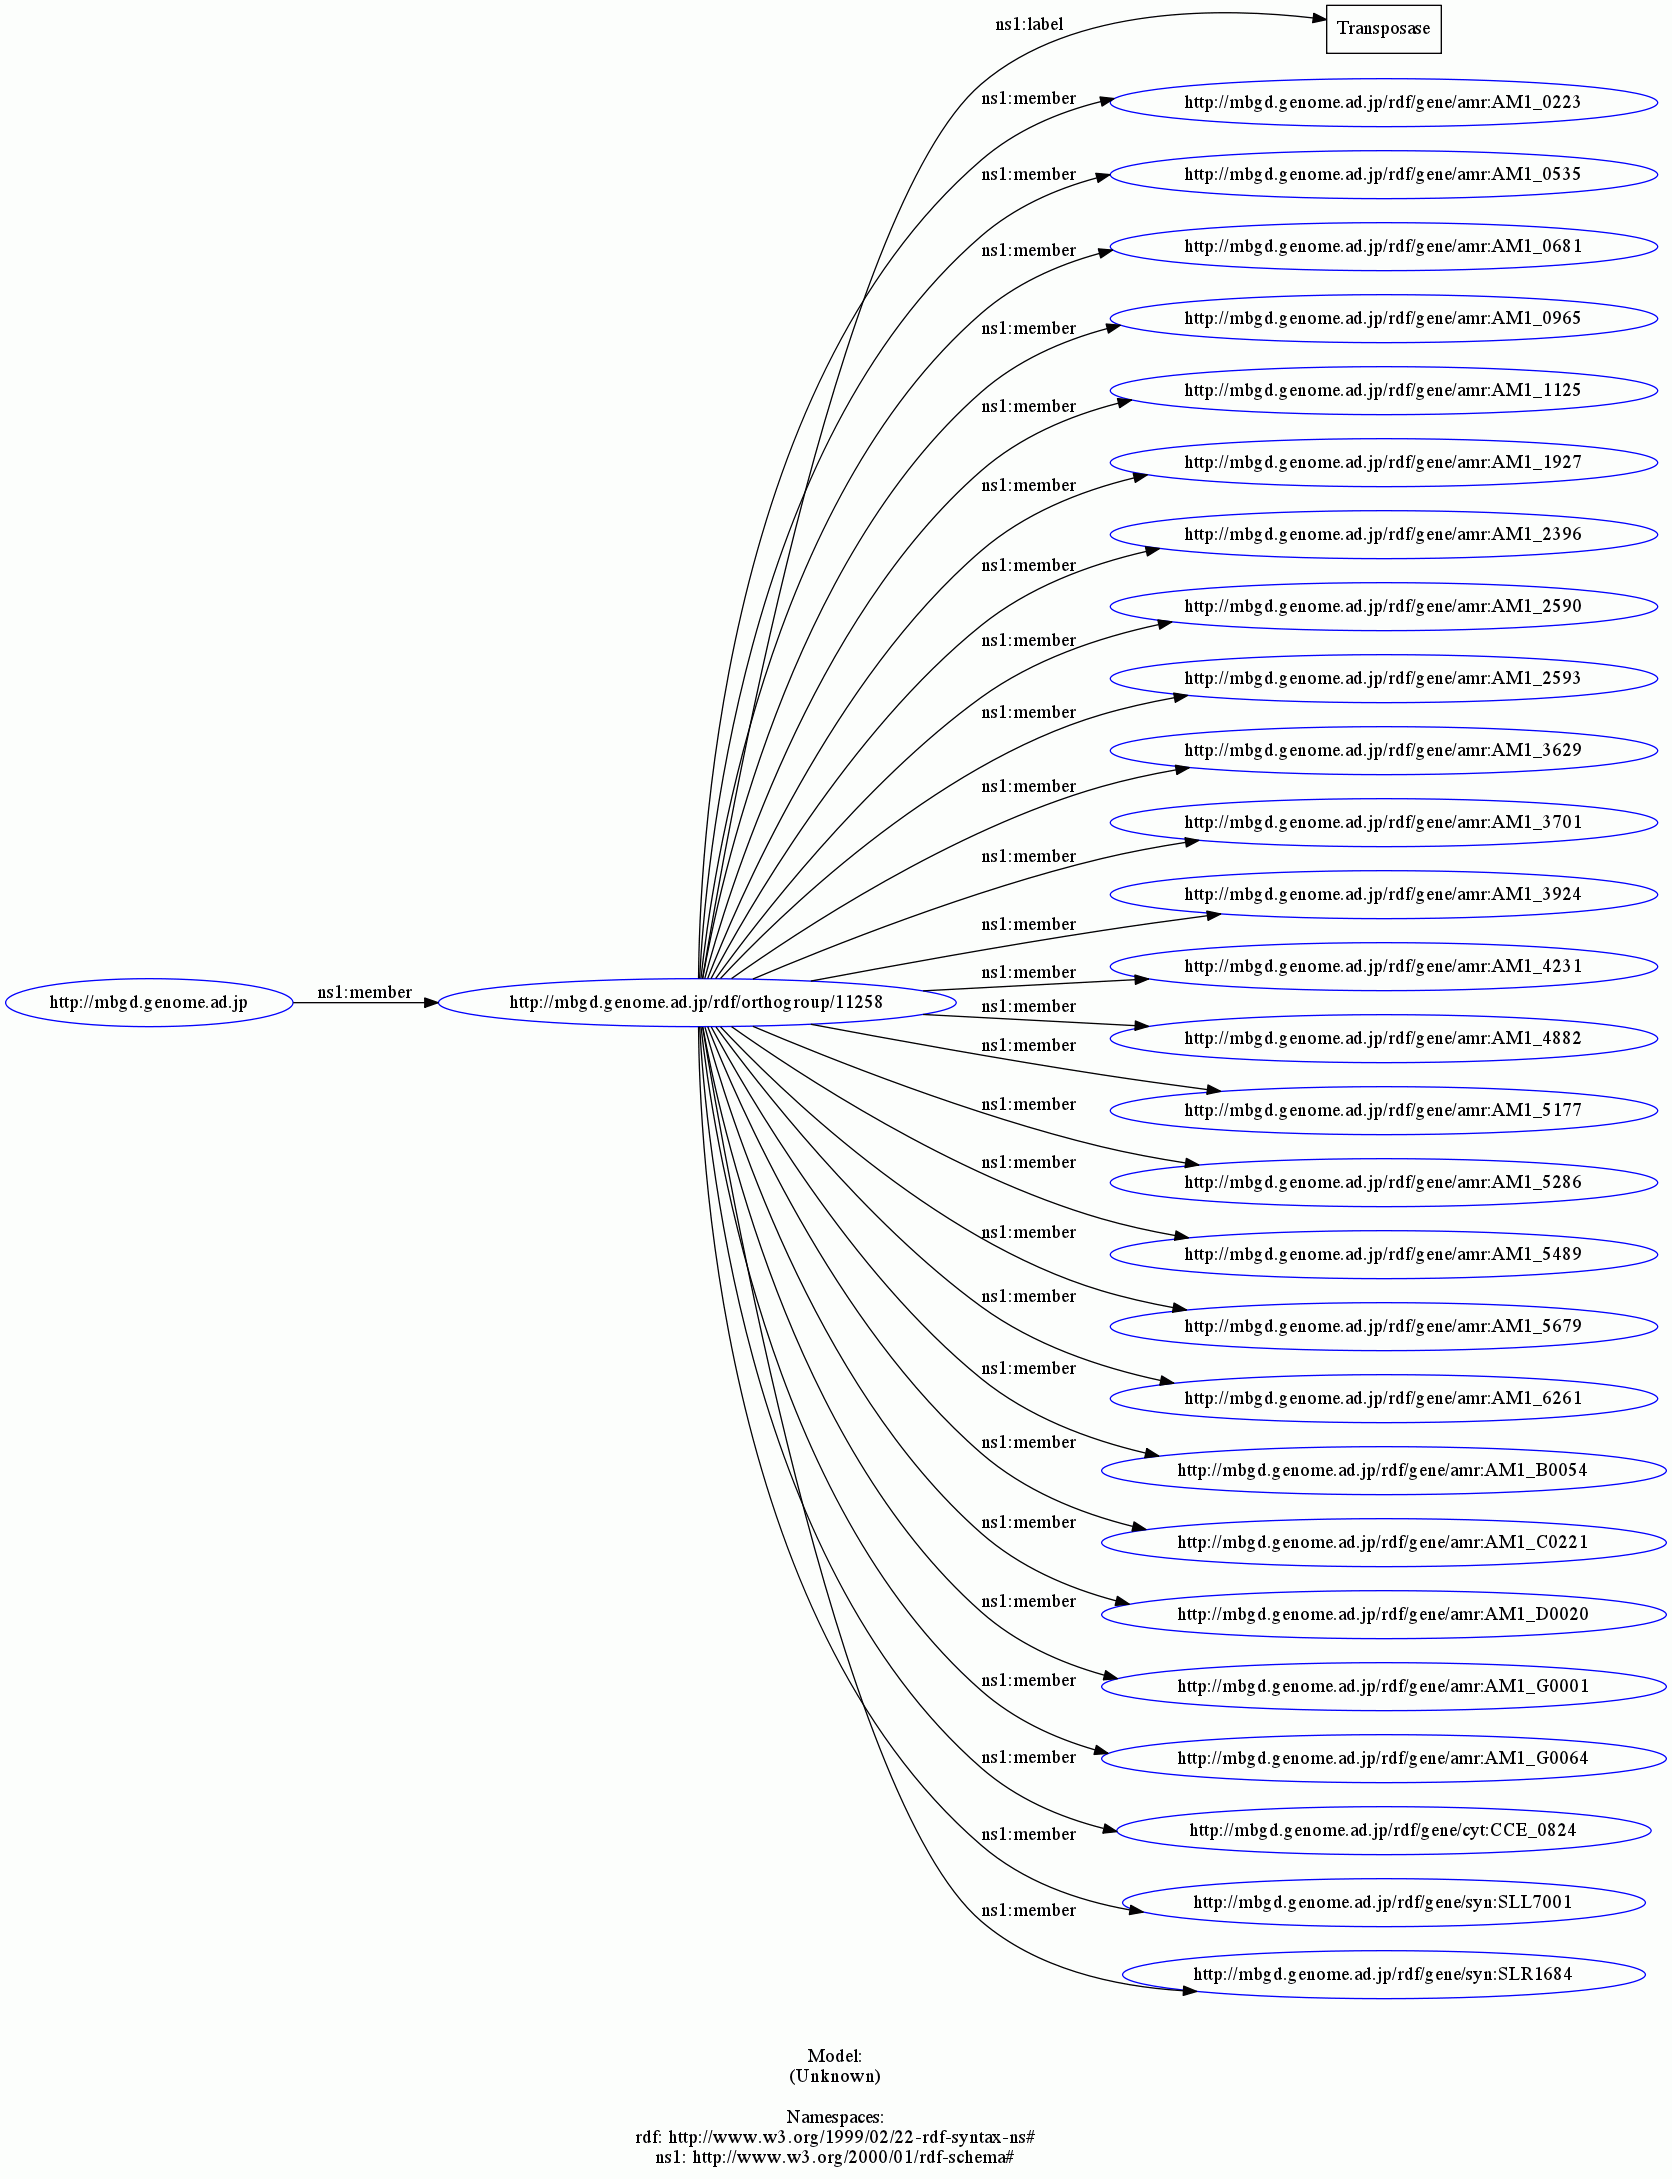 ns1:label
Transposase
ns1:member
http://mbgd.genome.ad.jp/rdf/gene/amr:AM1_0223
ns1:member
http://mbgd.genome.ad.jp/rdf/gene/amr:AM1_0535
ns1:member
http://mbgd.genome.ad.jp/rdf/gene/amr:AM1_0681
ns1:member
http://mbgd.genome.ad.jp/rdf/gene/amr:AM1_0965
ns1:member
http://mbgd.genome.ad.jp/rdf/gene/amr:AM1_1125
ns1:member
http://mbgd.genome.ad.jp/rdf/gene/amr:AM1_1927
ns1:member
http://mbgd.genome.ad.jp/rdf/gene/amr:AM1_2396
ns1:member
http://mbgd.genome.ad.jp/rdf/gene/amr:AM1_2590
ns1:member
http://mbgd.genome.ad.jp/rdf/gene/amr:AM1_2593
ns1:member
http://mbgd.genome.ad.jp/rdf/gene/amr:AM1_3629
ns1:member
http://mbgd.genome.ad.jp/rdf/gene/amr:AM1_3701
ns1:member
http://mbgd.genome.ad.jp/rdf/gene/amr:AM1_3924
ns1:member
http://mbgd.genome.ad.jp/rdf/gene/amr:AM1_4231
http://mbgd.genome.ad.jp
ns1:member
http://mbgd.genome.ad.jp/rdf/orthogroup/11258
ns1:member
http://mbgd.genome.ad.jp/rdf/gene/amr:AM1_4882
ns1:member
http://mbgd.genome.ad.jp/rdf/gene/amr:AM1_5177
ns1:member
http://mbgd.genome.ad.jp/rdf/gene/amr:AM1_5286
ns1:member
http://mbgd.genome.ad.jp/rdf/gene/amr:AM1_5489
ns1:member
http://mbgd.genome.ad.jp/rdf/gene/amr:AM1_5679
ns1:member
http://mbgd.genome.ad.jp/rdf/gene/amr:AM1_6261
ns1:member
http://mbgd.genome.ad.jp/rdf/gene/amr:AM1_B0054
ns1:member
http://mbgd.genome.ad.jp/rdf/gene/amr:AM1_C0221
ns1:member
http://mbgd.genome.ad.jp/rdf/gene/amr:AM1_D0020
ns1:member
http://mbgd.genome.ad.jp/rdf/gene/amr:AM1_G0001
ns1:member
http://mbgd.genome.ad.jp/rdf/gene/amr:AM1_G0064
ns1:member
http://mbgd.genome.ad.jp/rdf/gene/cyt:CCE_0824
ns1:member
http://mbgd.genome.ad.jp/rdf/gene/syn:SLL7001
ns1:member
http://mbgd.genome.ad.jp/rdf/gene/syn:SLR1684
Model:
(Unknown)
Namespaces:
rdf: http://www.w3.org/1999/02/22-rdf-syntax-ns#
ns1: http://www.w3.org/2000/01/rdf-schema#